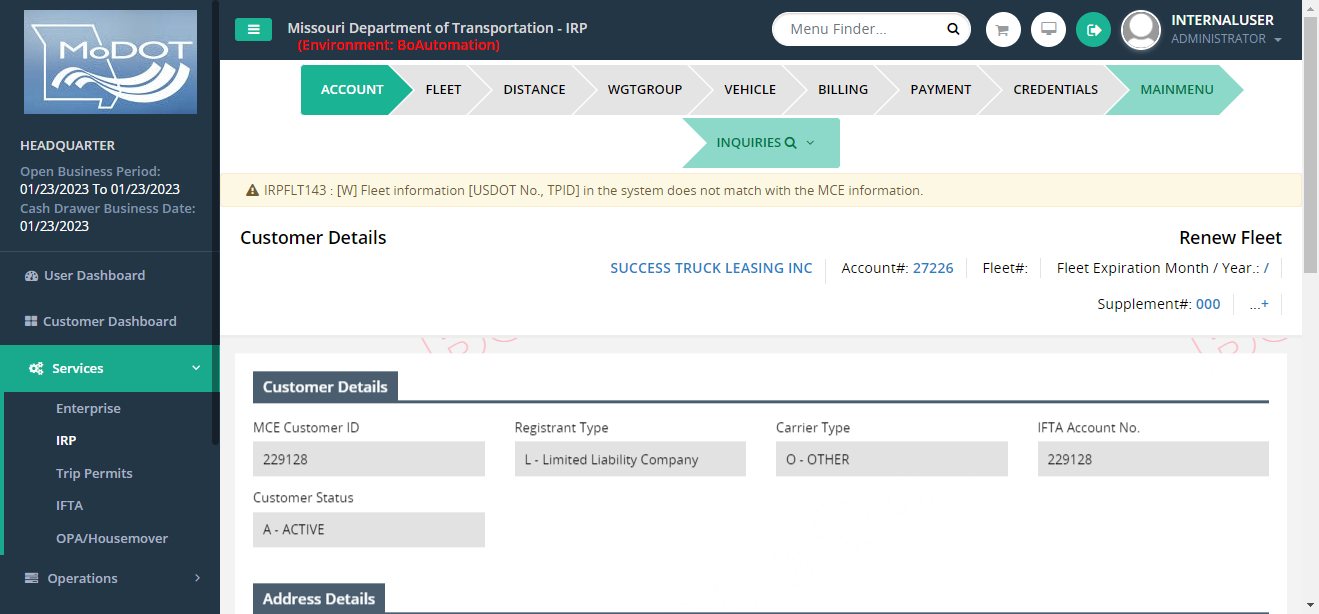 MoDOT
HEADQUARTER
Open Business Period:
01/23/2023 To 01/23/2023
Cash Drawer Business Date:
01/23/2023
User Dashboard
Customer Dashboard
Services
Enterprise
IRP
Trip Permits
IFTA
OPA/Housemover
Operations
Missouri Department of Transportation - IRP
(Environment: BoAutomation)
Menu Finder...
INTERNALUSER
ADMINISTRATOR
ACCOUNT FLEET DISTANCE WGTGROUP VEHICLE BILLING PAYMENT CREDENTIALS MAINMENU
INQUIRIES
IRPFLT143 : [W] Fleet information [USDOT No., TPID] in the system does not match with the MCE information.
Customer Details Renew Fleet
SUCCESS TRUCK LEASING INC Account#: 27226 Fleet#: Fleet Expiration Month / Year.: /
Supplement#: 000 ...+
Customer Details
MCE Customer ID Registrant Type Carrier Type IFTA Account No.
229128 L - Limited Liability Company O - OTHER 229128
Customer Status
A - ACTIVE
Address Details